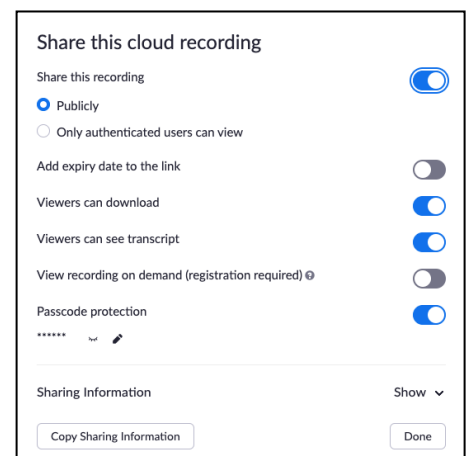 Share this cloud recording
Share this recording
Publicly
Only authenticated users can view
Add expiry date to the link
Viewers can download
Viewers can see transcript
View recording on demand (registration required)
Passcode protection
******
Sharing Information Show
Copy Sharing Information Done